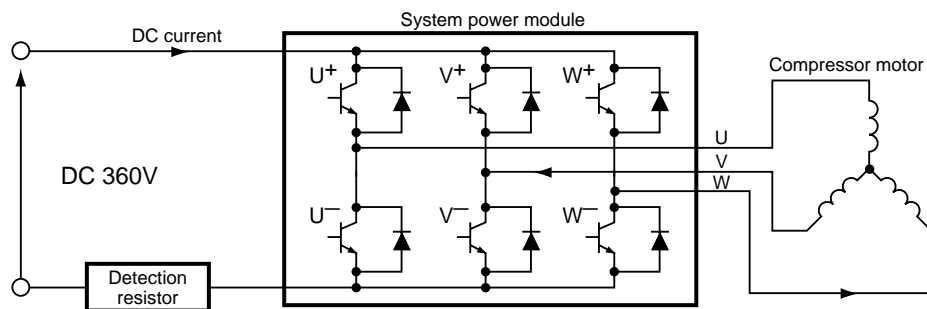 System power module
DC current
Compressor motor
U+
V+
W+
U
V
W
DC 360V
U−
V−
W−
Detection
resistor